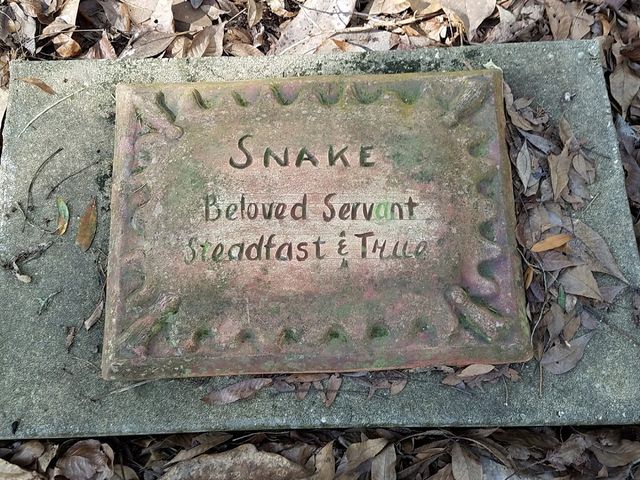 SNAKE
Beloved Servant
Steadfast & True